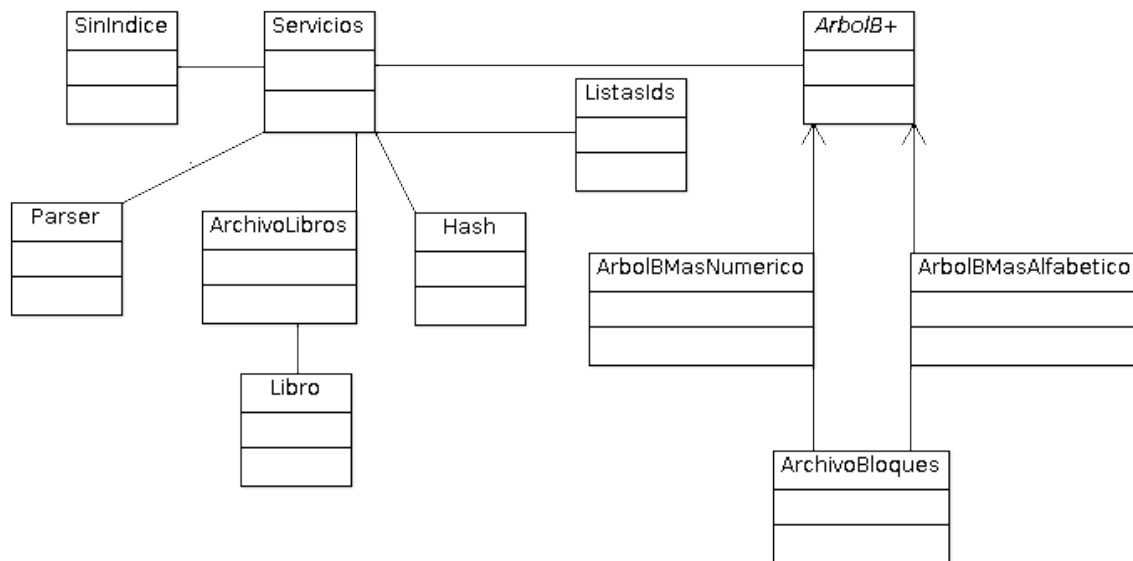 SinIndice
Servicios
ArbolB+
ListasIds
Parser
ArchivoLibros
Hash
ArbolBMasNumerico
ArbolBMasAlfabetico
Libro
ArchivoBloques